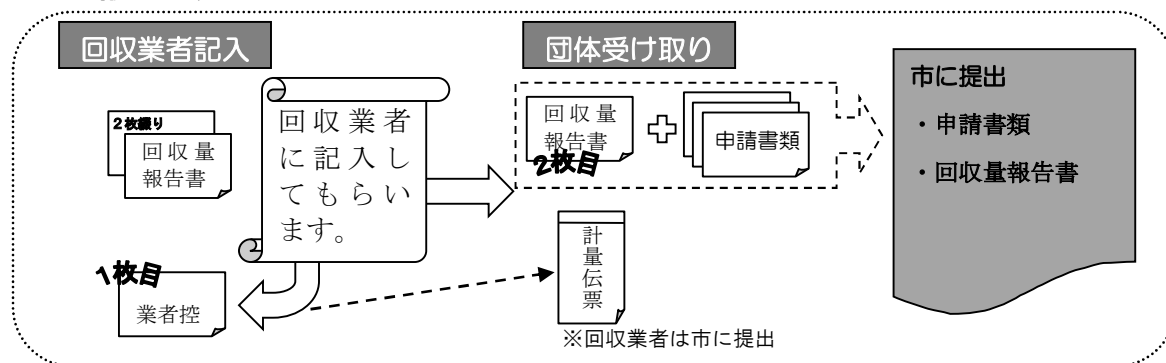 回収業者記入
2枚綴り
回収量
報告書
回収業者
に記入し
てもらい
ます。
1枚目
業者控
団体受け取り
回収量
報告書
2枚目
申請書類
計量伝票
※回収業者は市に提出
市に提出
・申請書類
・回収量報告書